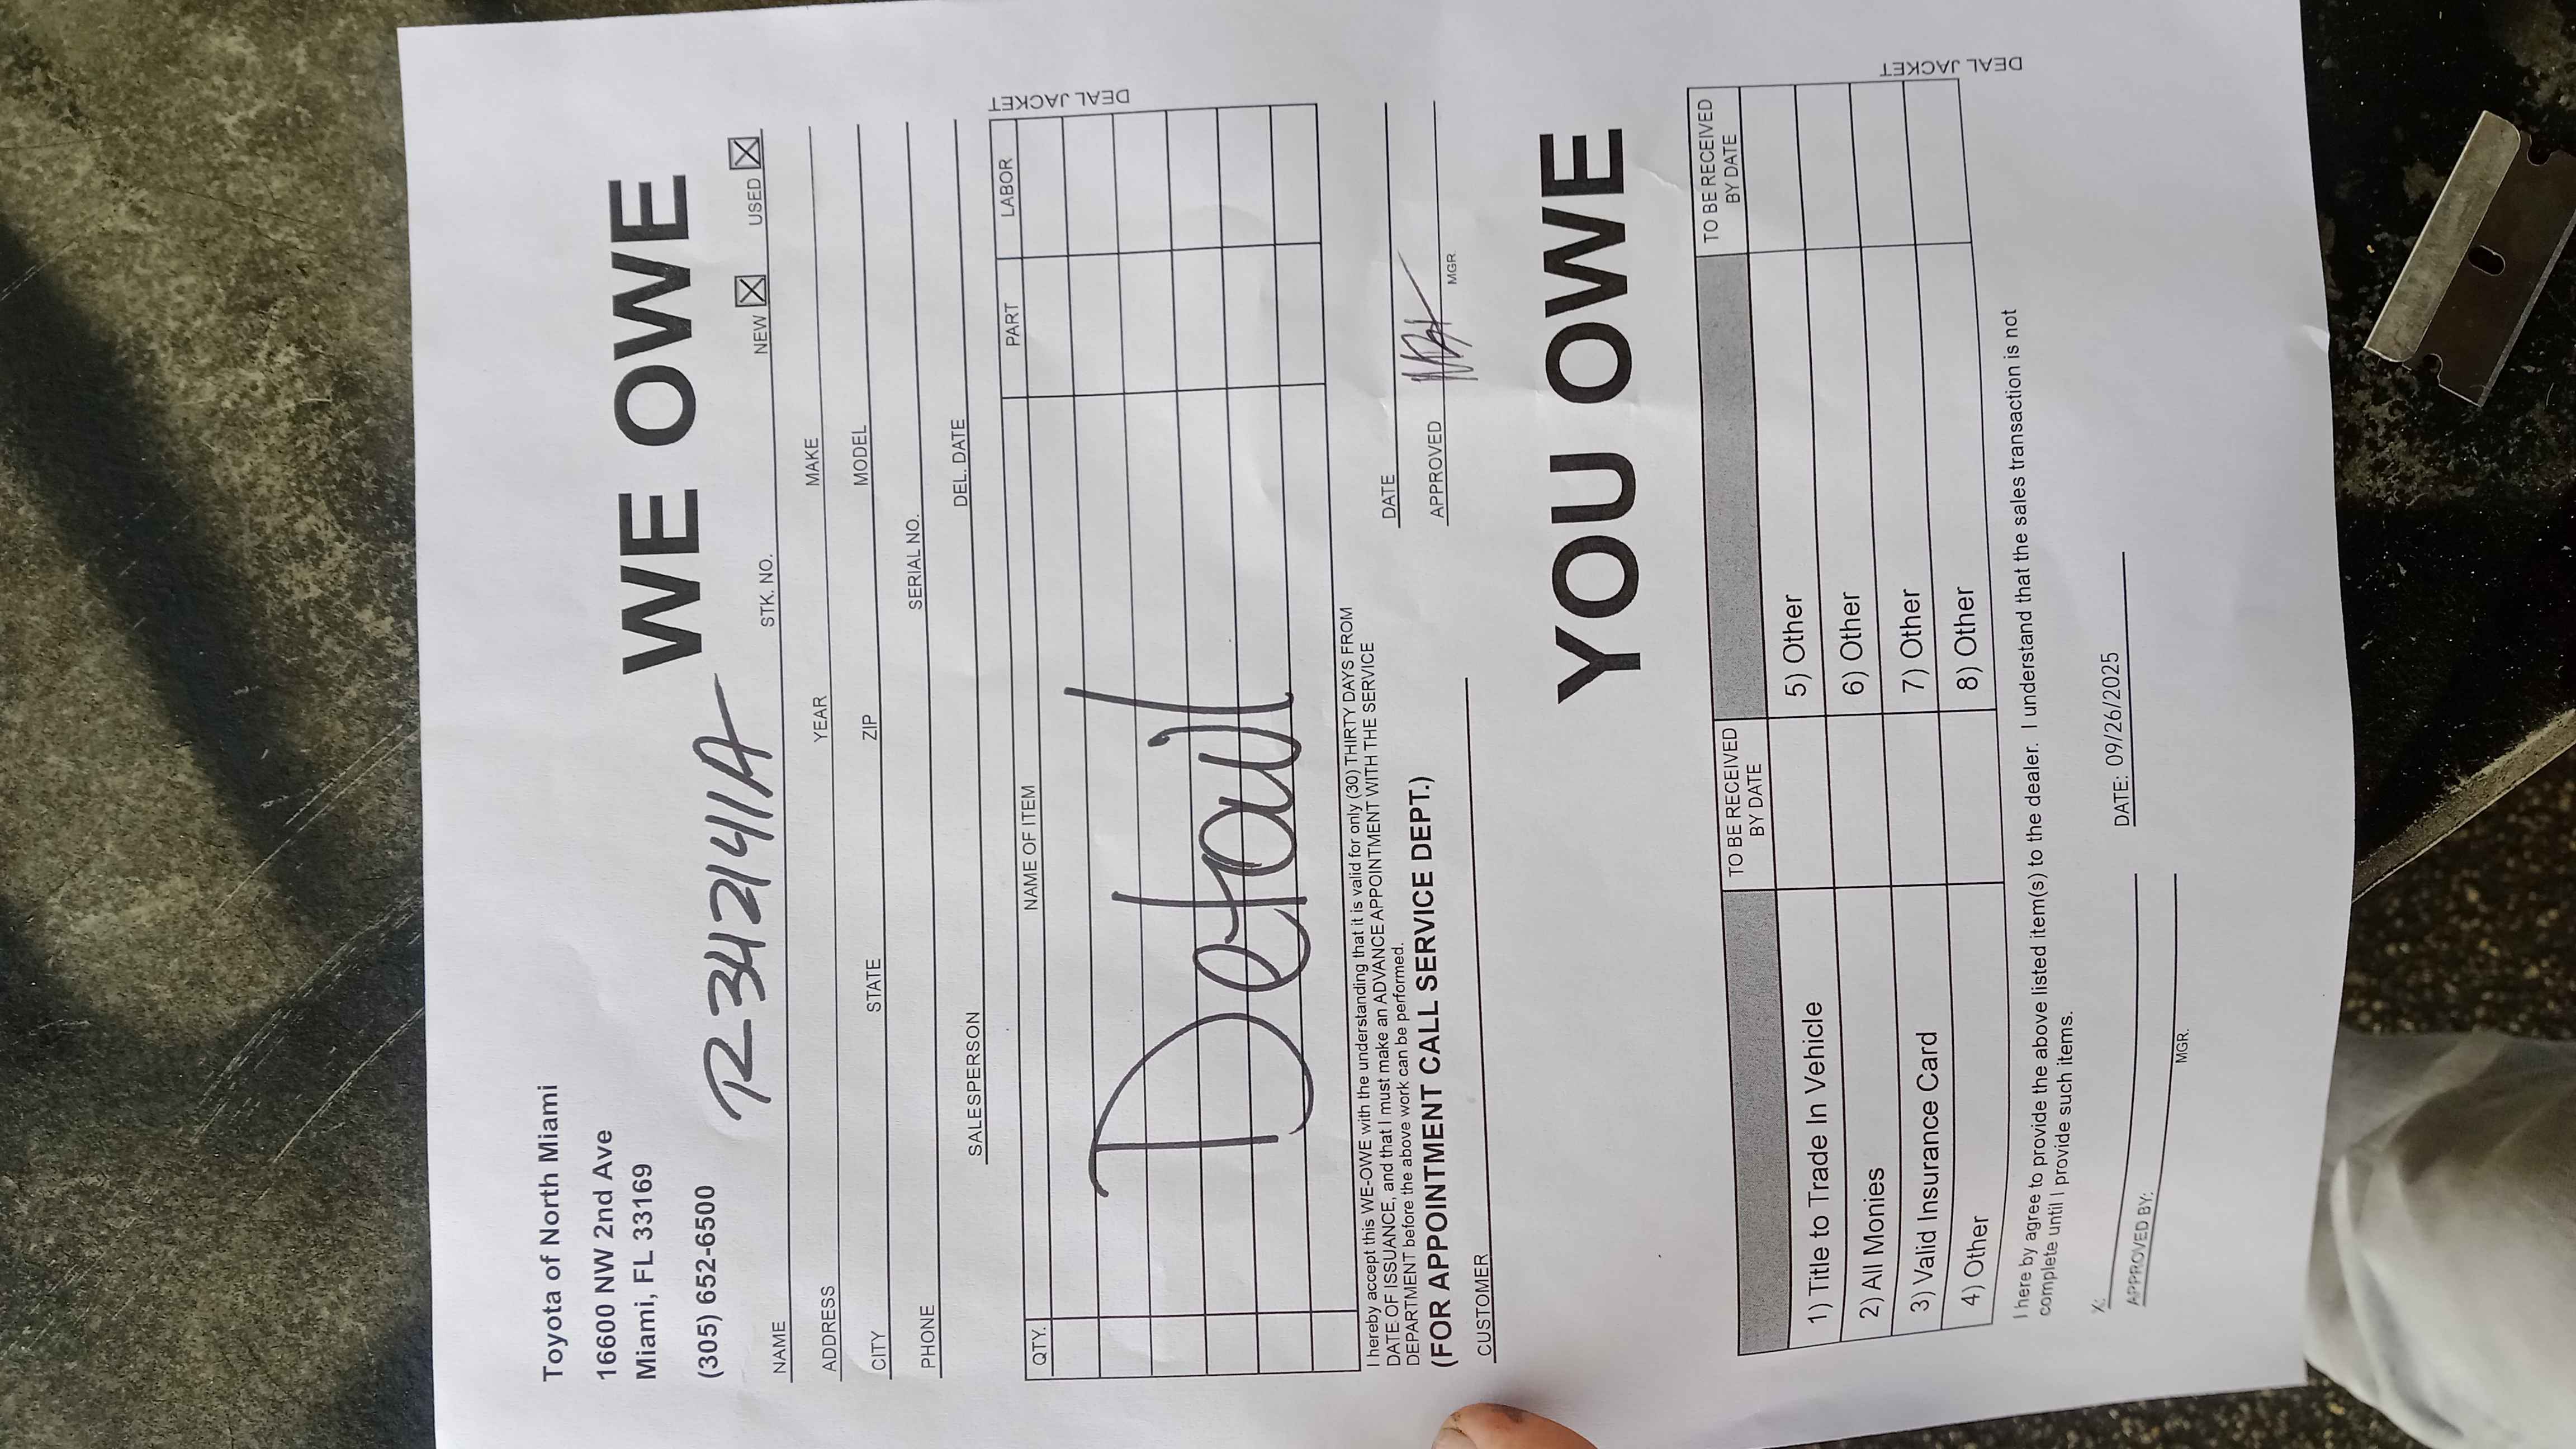 Toyota of North Miami
16600 NW 2nd Ave
Miami, FL 33169
(305) 652-6500
WE OWE
R342141A
NAME STK. NO. NEW ☒ USED ☒
ADDRESS YEAR MAKE
CITY STATE ZIP MODEL
PHONE SERIAL NO.
SALESPERSON DEL. DATE
QTY. NAME OF ITEM PART LABOR
Detail
DEAL JACKET
I hereby accept this WE-OWE with the understanding that it is valid for only (30) THIRTY DAYS FROM
DATE OF ISSUANCE, and that I must make an ADVANCE APPOINTMENT WITH THE SERVICE
DEPARTMENT before the above work can be performed.
(FOR APPOINTMENT CALL SERVICE DEPT.)
DATE
APPROVED
MGR
CUSTOMER
YOU OWE
TO BE RECEIVED
BY DATE
TO BE RECEIVED
BY DATE
1) Title to Trade In Vehicle 5) Other
2) All Monies 6) Other
3) Valid Insurance Card 7) Other
4) Other 8) Other
DEAL JACKET
I here by agree to provide the above listed item(s) to the dealer. I understand that the sales transaction is not
complete until I provide such items.
X: DATE: 09/26/2025
APPROVED BY:
MGR.